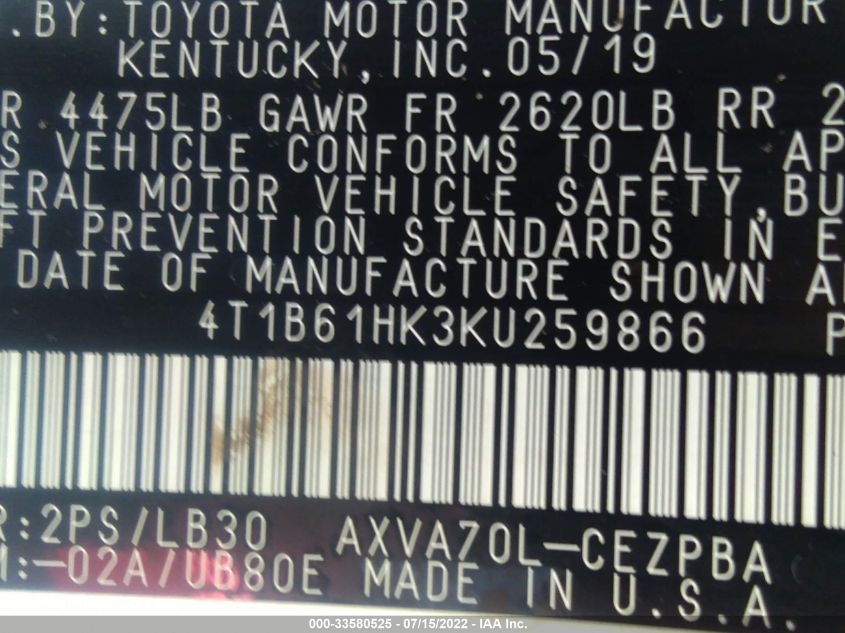 .BY:TOYOTA MOTOR MANUFACTUR
KENTUCKY,INC.05/19
R 4475LB GAWR FR 2620LB RR 2
S VEHICLE CONFORMS TO ALL AP
ERAL MOTOR VEHICLE SAFETY,BU
FT PREVENTION STANDARDS IN E
DATE OF MANUFACTURE SHOWN A
4T1B61HK3KU259866 P
R:2PS/LB30 AXVA70L-CEZPBA
M:-02A/UB80E MADE IN U.S.A.
000-33580525 - 07/15/2022 - IAA Inc.